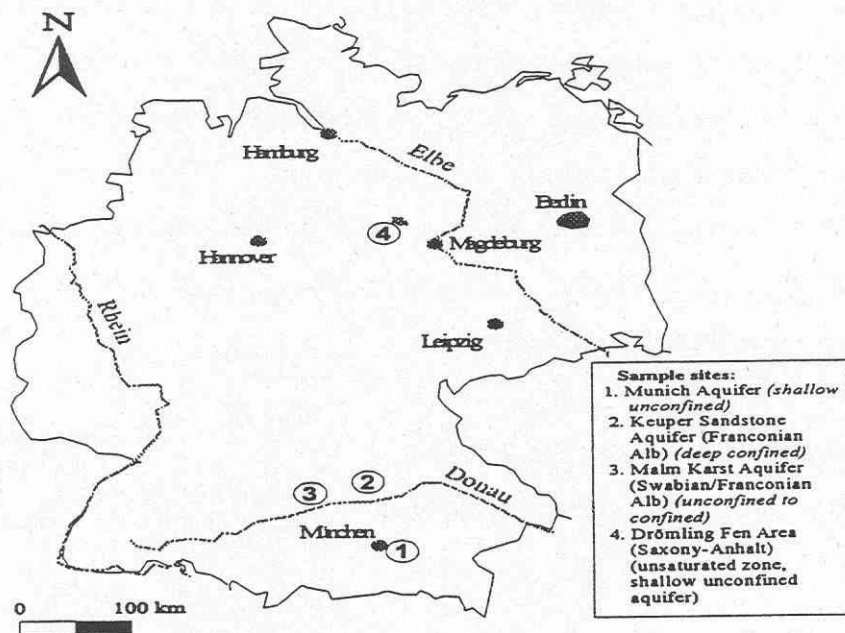 N
Hamburg
Elbe
Berlin
4
Hannover
Magdeburg
Rhein
Leipzig
Sample sites:
1. Munich Aquifer (shallow
unconfined)
2. Keuper Sandstone
Aquifer (Franconian
Alb) (deep confined)
3. Malm Karst Aquifer
(Swabian/Franconian
Alb) (unconfined to
confined)
4. Drömling Fen Area
(Saxony-Anhalt)
(unsaturated zone,
shallow unconfined
aquifer)
3
2
Donau
München
1
0 100 km